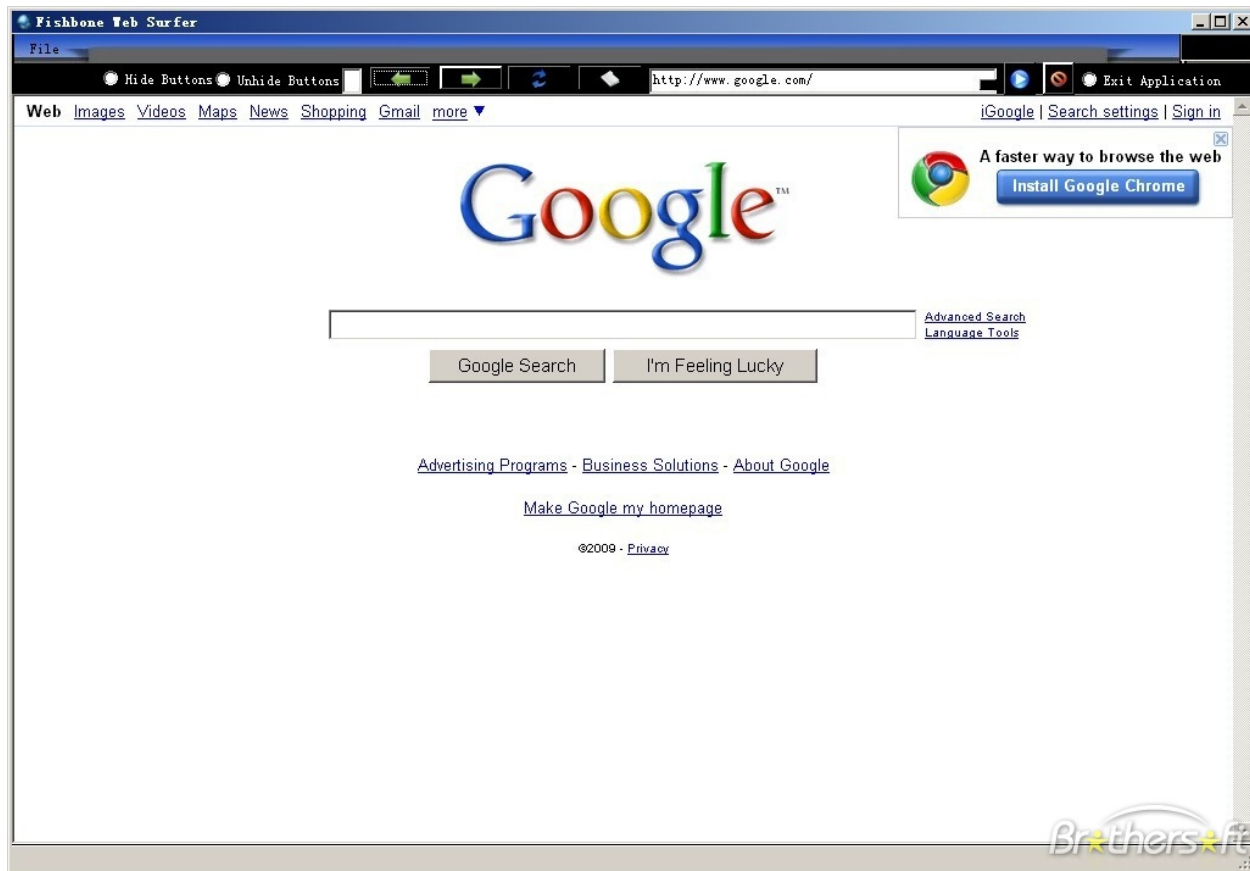 Fishbone Web Surfer
File
Hide Buttons Unhide Buttons http://www.google.com/ Exit Application
Web Images Videos Maps News Shopping Gmail more ▼ iGoogle | Search settings | Sign in
A faster way to browse the web
Install Google Chrome
Google™
Advanced Search
Language Tools
Google Search I'm Feeling Lucky
Advertising Programs - Business Solutions - About Google
Make Google my homepage
©2009 - Privacy
Brothersoft